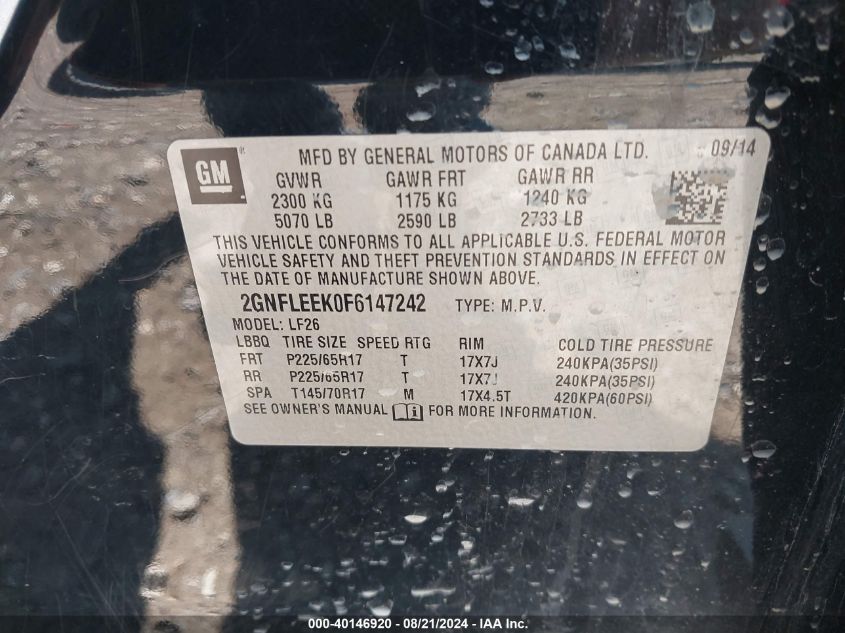 GM
MFD BY GENERAL MOTORS OF CANADA LTD. 09/14
GVWR GAWR FRT GAWR RR
2300 KG 1175 KG 1240 KG
5070 LB 2590 LB 2733 LB
THIS VEHICLE CONFORMS TO ALL APPLICABLE U.S. FEDERAL MOTOR
VEHICLE SAFETY AND THEFT PREVENTION STANDARDS IN EFFECT ON
THE DATE OF MANUFACTURE SHOWN ABOVE.
2GNFLEEK0F6147242 TYPE: M.P.V.
MODEL: LF26
LBBQ TIRE SIZE SPEED RTG RIM COLD TIRE PRESSURE
FRT P225/65R17 T 17X7J 240KPA(35PSI)
RR P225/65R17 T 17X7J 240KPA(35PSI)
SPA T145/70R17 M 17X4.5T 420KPA(60PSI)
SEE OWNER'S MANUAL i FOR MORE INFORMATION.
000-40146920 - 08/21/2024 - IAA Inc.